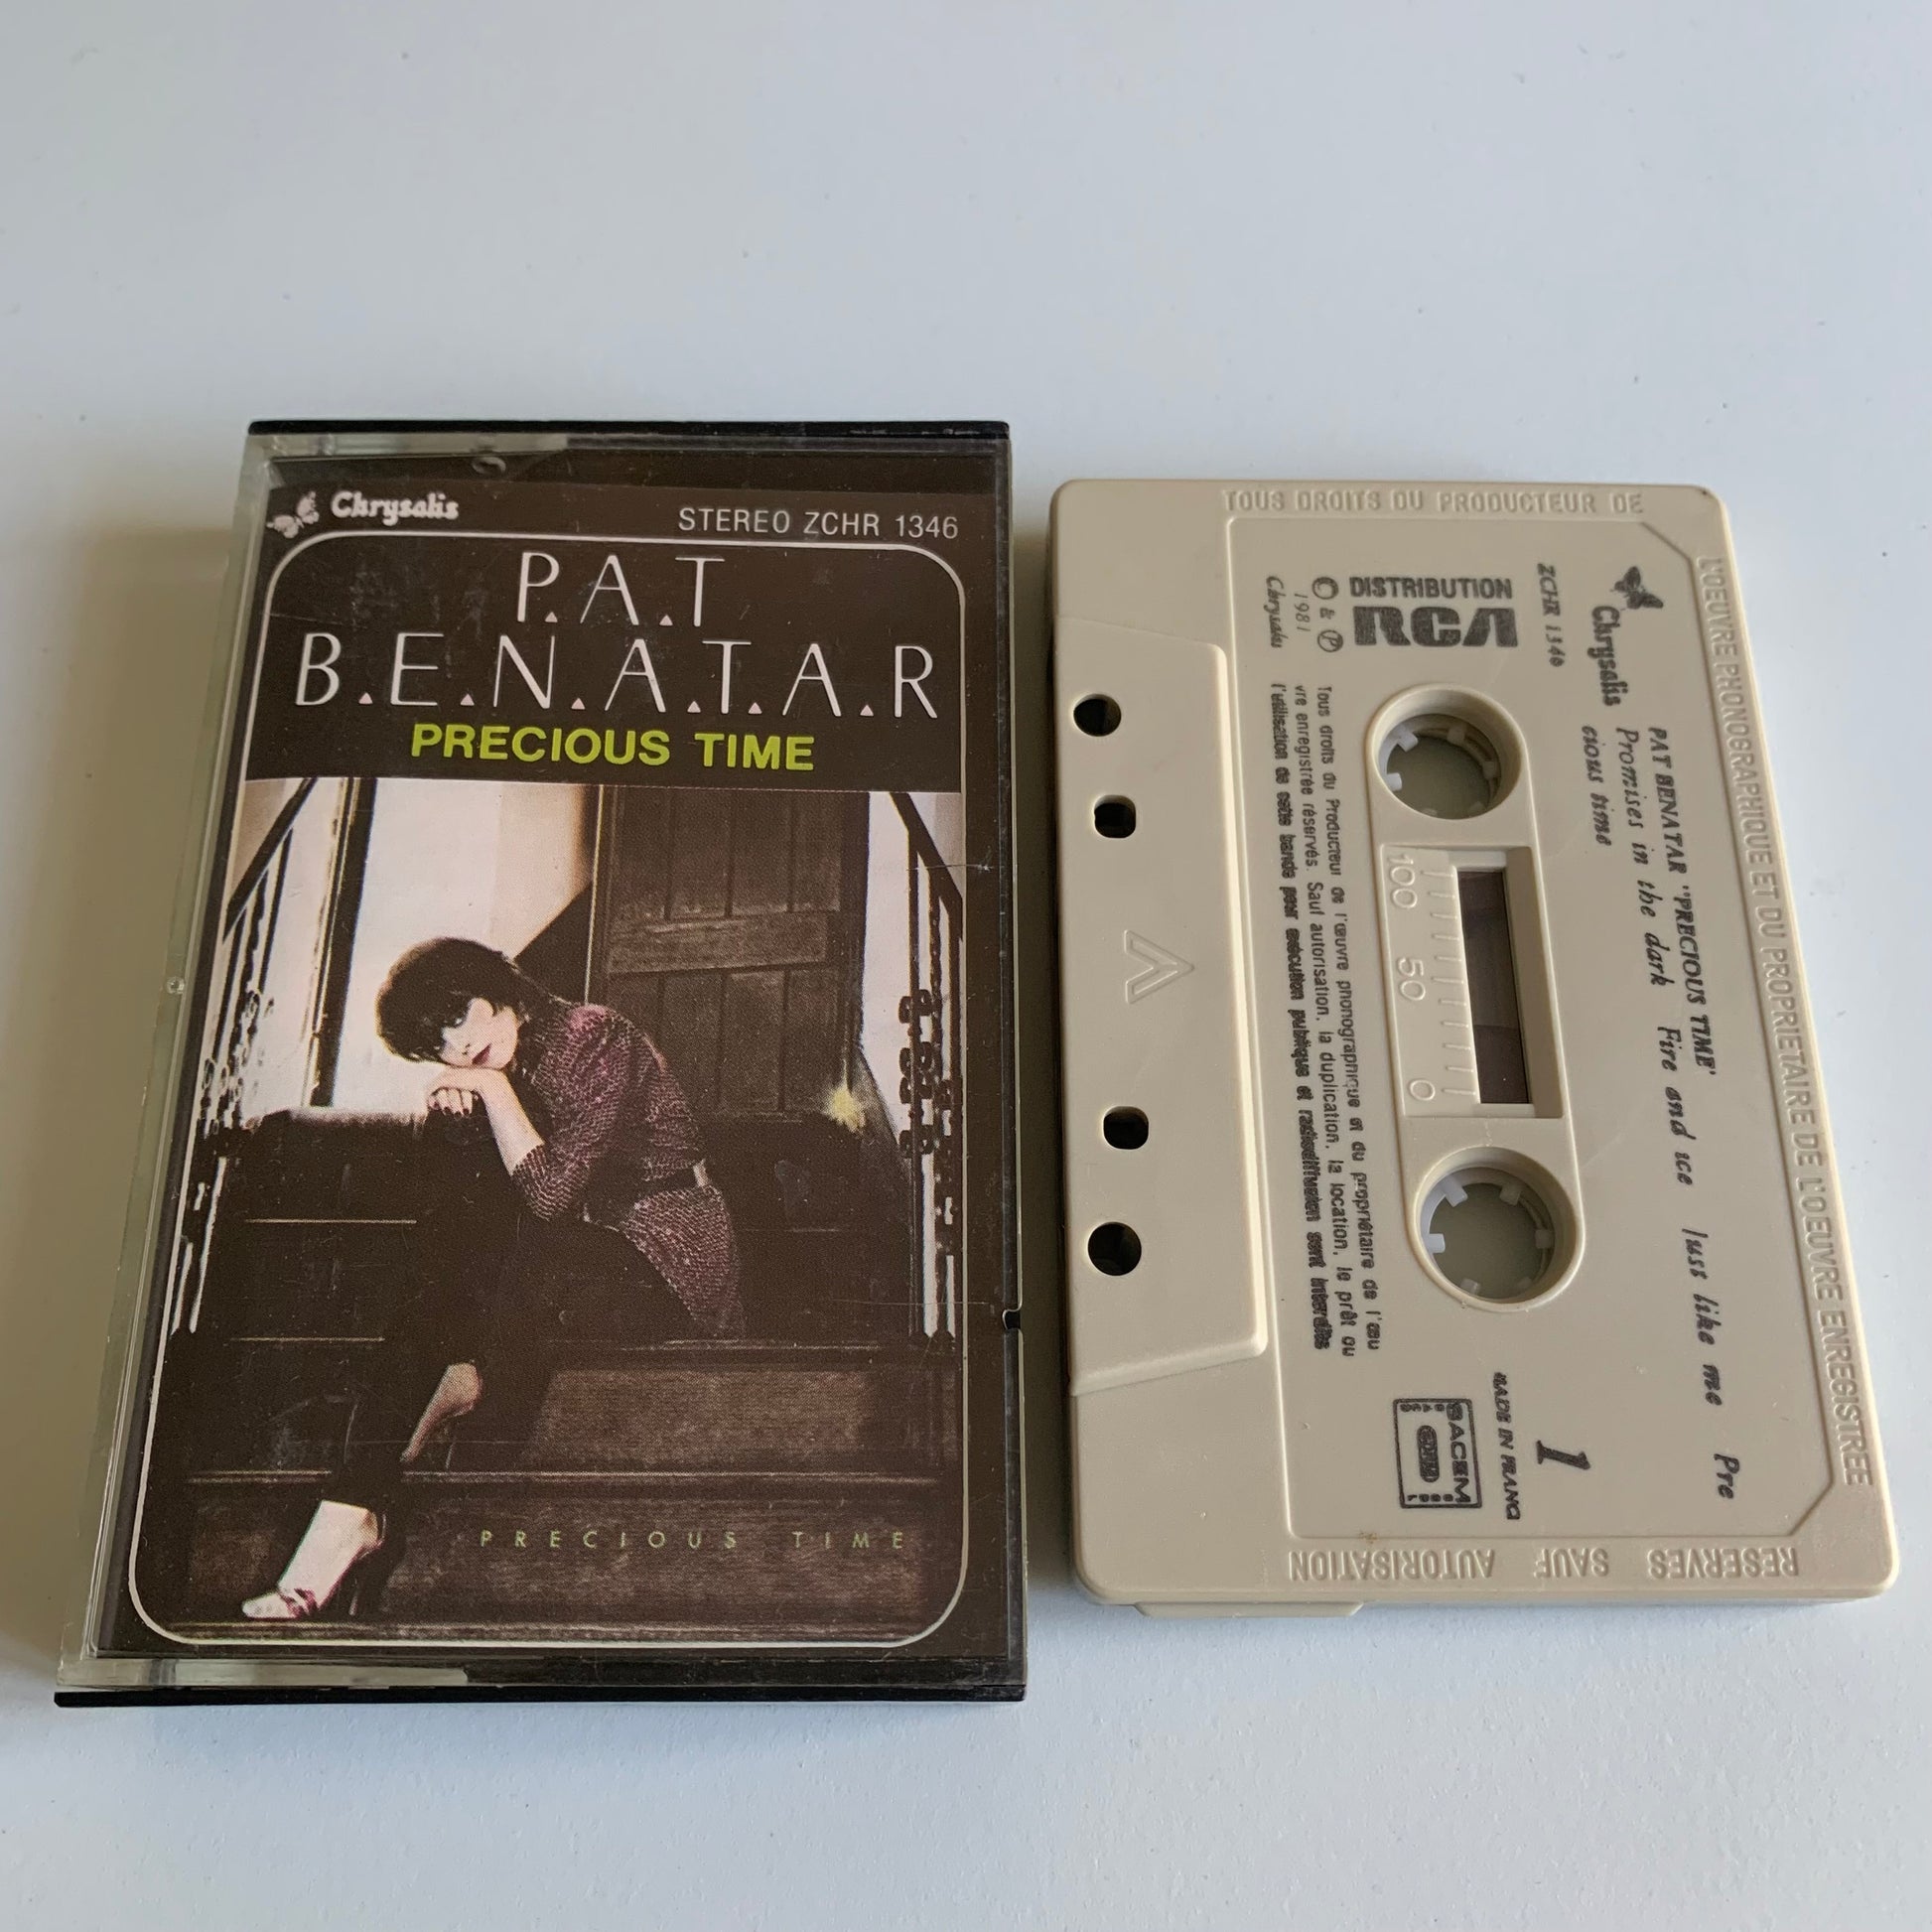 Chrysalis
STEREO ZCHR 1346
P.A.T
B.E.N.A.T.A.R
PRECIOUS TIME
PRECIOUS TIME
TOUS DROITS DU PRODUCTEUR DE
L'OEUVRE PHONOGRAPHIQUE ET DU PROPRIETAIRE DE L'OEUVRE ENREGISTREE
RESERVES SAUF AUTORISATION
Chrysalis
ZCHR 1346
PAT BENATAR "PRECIOUS TIME'
Promises in the dark Fire and ice Just like me Pre
cious time
DISTRIBUTION
RCA
© & ℗
1981
Chrysalis
100 50 0
1
MADE IN FRANCE
SACEM
Tous droits du Producteur de l'œuvre phonographique et du propriétaire de l'œu
vre enregistrée réservés. Sauf autorisation, la duplication, la location, le prêt ou
l'utilisation de cette bande pour exécution publique et radiodiffusion sont interdits